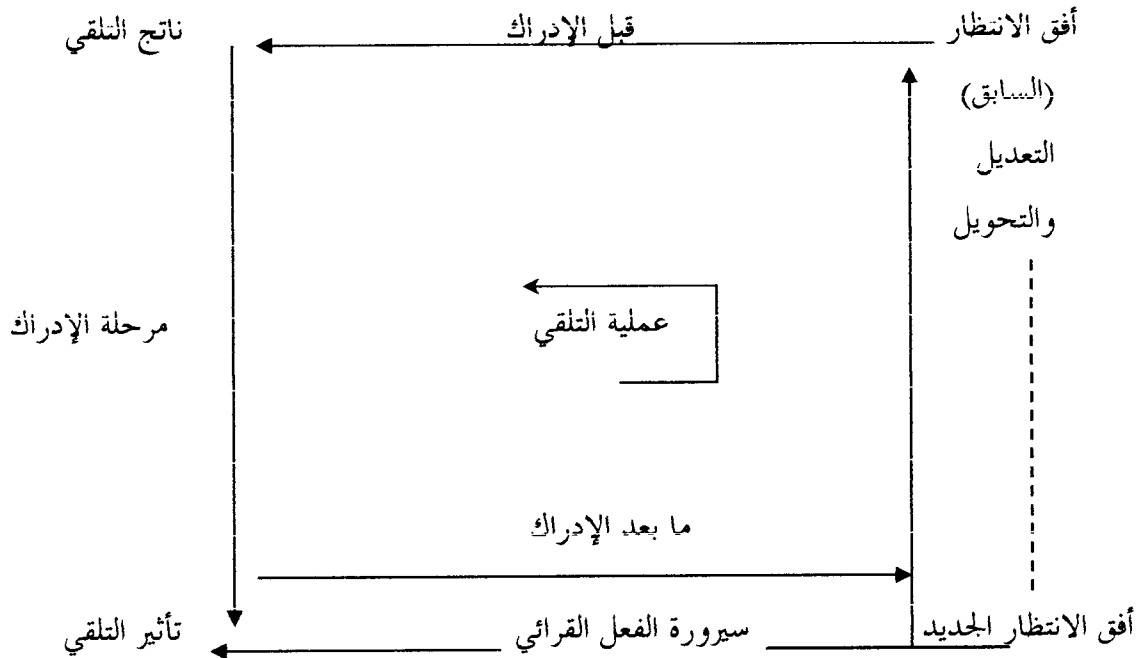 أفق الانتظار
قبل الإدراك
ناتج التلقي
(السابق)
التعديل
والتحويل
عملية التلقي
مرحلة الإدراك
ما بعد الإدراك
أفق الانتظار الجديد
سيرورة الفعل القرائي
تأثير التلقي